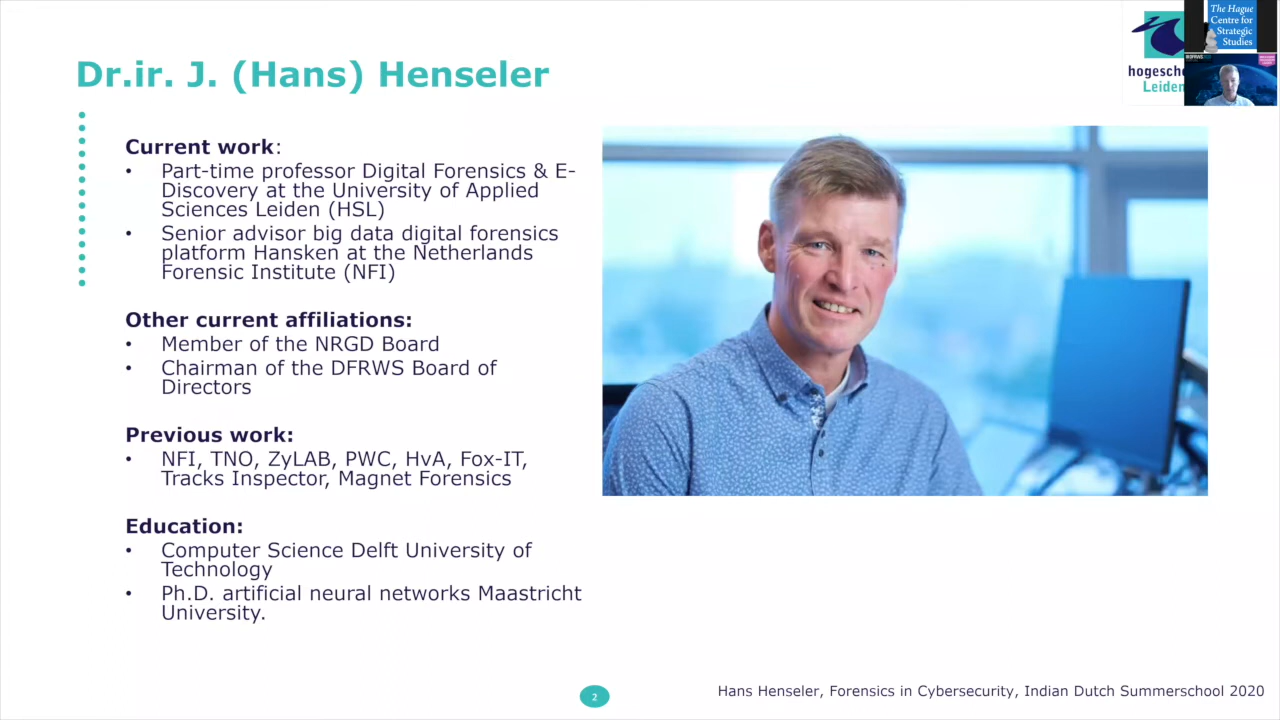 The Hague
Centre for
Strategic
Studies
Dr.ir. J. (Hans) Henseler
Leiden
Current work:
• Part-time professor Digital Forensics & E-
Discovery at the University of Applied
Sciences Leiden (HSL)
• Senior advisor big data digital forensics
platform Hansken at the Netherlands
Forensic Institute (NFI)
Other current affiliations:
• Member of the NRGD Board
• Chairman of the DFRWS Board of
Directors
Previous work:
• NFI, TNO, ZyLAB, PWC, HvA, Fox-IT,
Tracks Inspector, Magnet Forensics
Education:
• Computer Science Delft University of
Technology
• Ph.D. artificial neural networks Maastricht
University.
2
Hans Henseler, Forensics in Cybersecurity, Indian Dutch Summerschool 2020